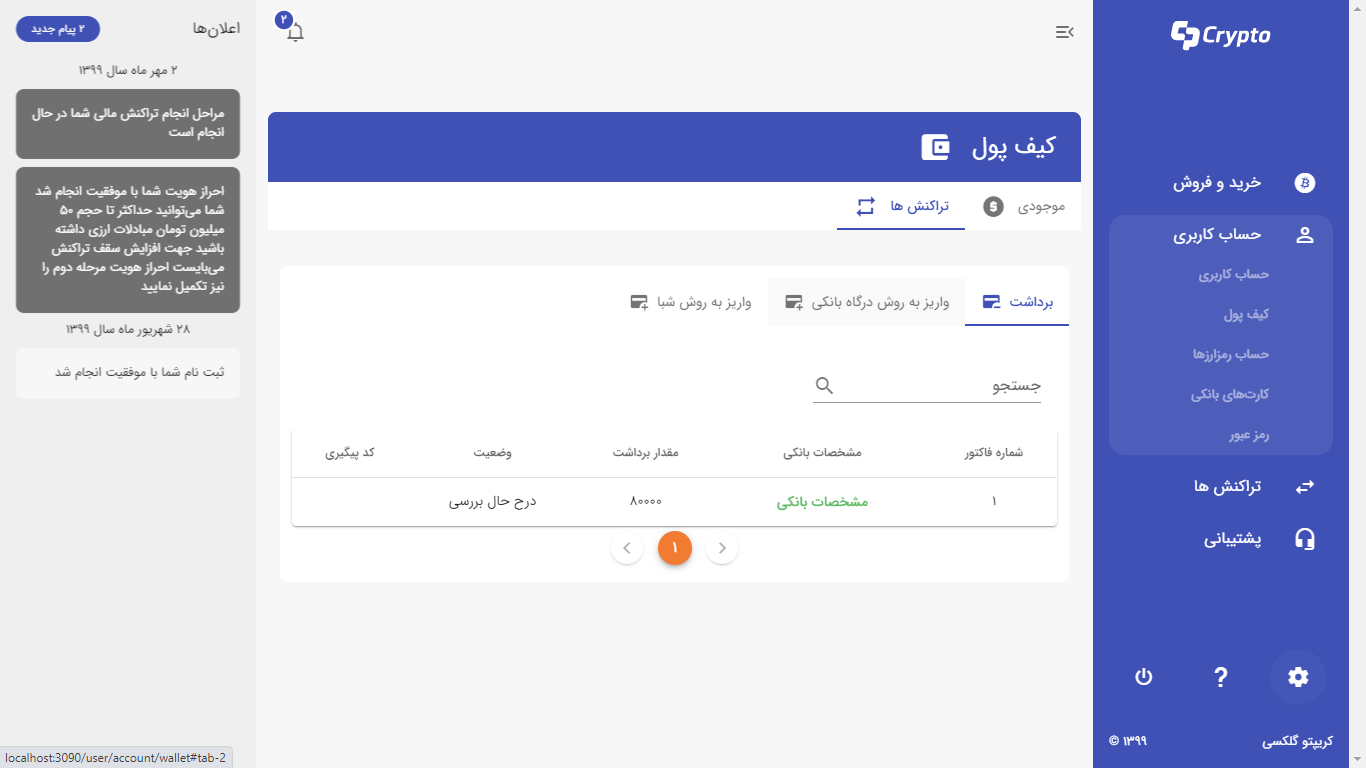 Crypto
خرید و فروش
حساب کاربری
حساب کاربری
کیف پول
حساب رمزارزها
کارت‌های بانکی
رمز عبور
تراکنش ها
پشتیبانی
?
کریپتو گلکسی
© ۱۳۹۹
۲
کیف پول
موجودی
تراکنش ها
برداشت
واریز به روش درگاه بانکی
واریز به روش شبا
جستجو
شماره فاکتور
مشخصات بانکی
مقدار برداشت
وضعیت
کد پیگیری
۱
مشخصات بانکی
۸۰۰۰۰
درح حال بررسی
۱
اعلان‌ها
۲ پیام جدید
۲ مهر ماه سال ۱۳۹۹
مراحل انجام تراکنش مالی شما در حال
انجام است
احراز هویت شما با موفقیت انجام شد
شما می‌توانید حداکثر تا حجم ۵۰
میلیون تومان مبادلات ارزی داشته
باشید جهت افزایش سقف تراکنش
می‌بایست احراز هویت مرحله دوم را
نیز تکمیل نمایید
۲۸ شهریور ماه سال ۱۳۹۹
ثبت نام شما با موفقیت انجام شد
localhost:3090/user/account/wallet#tab-2